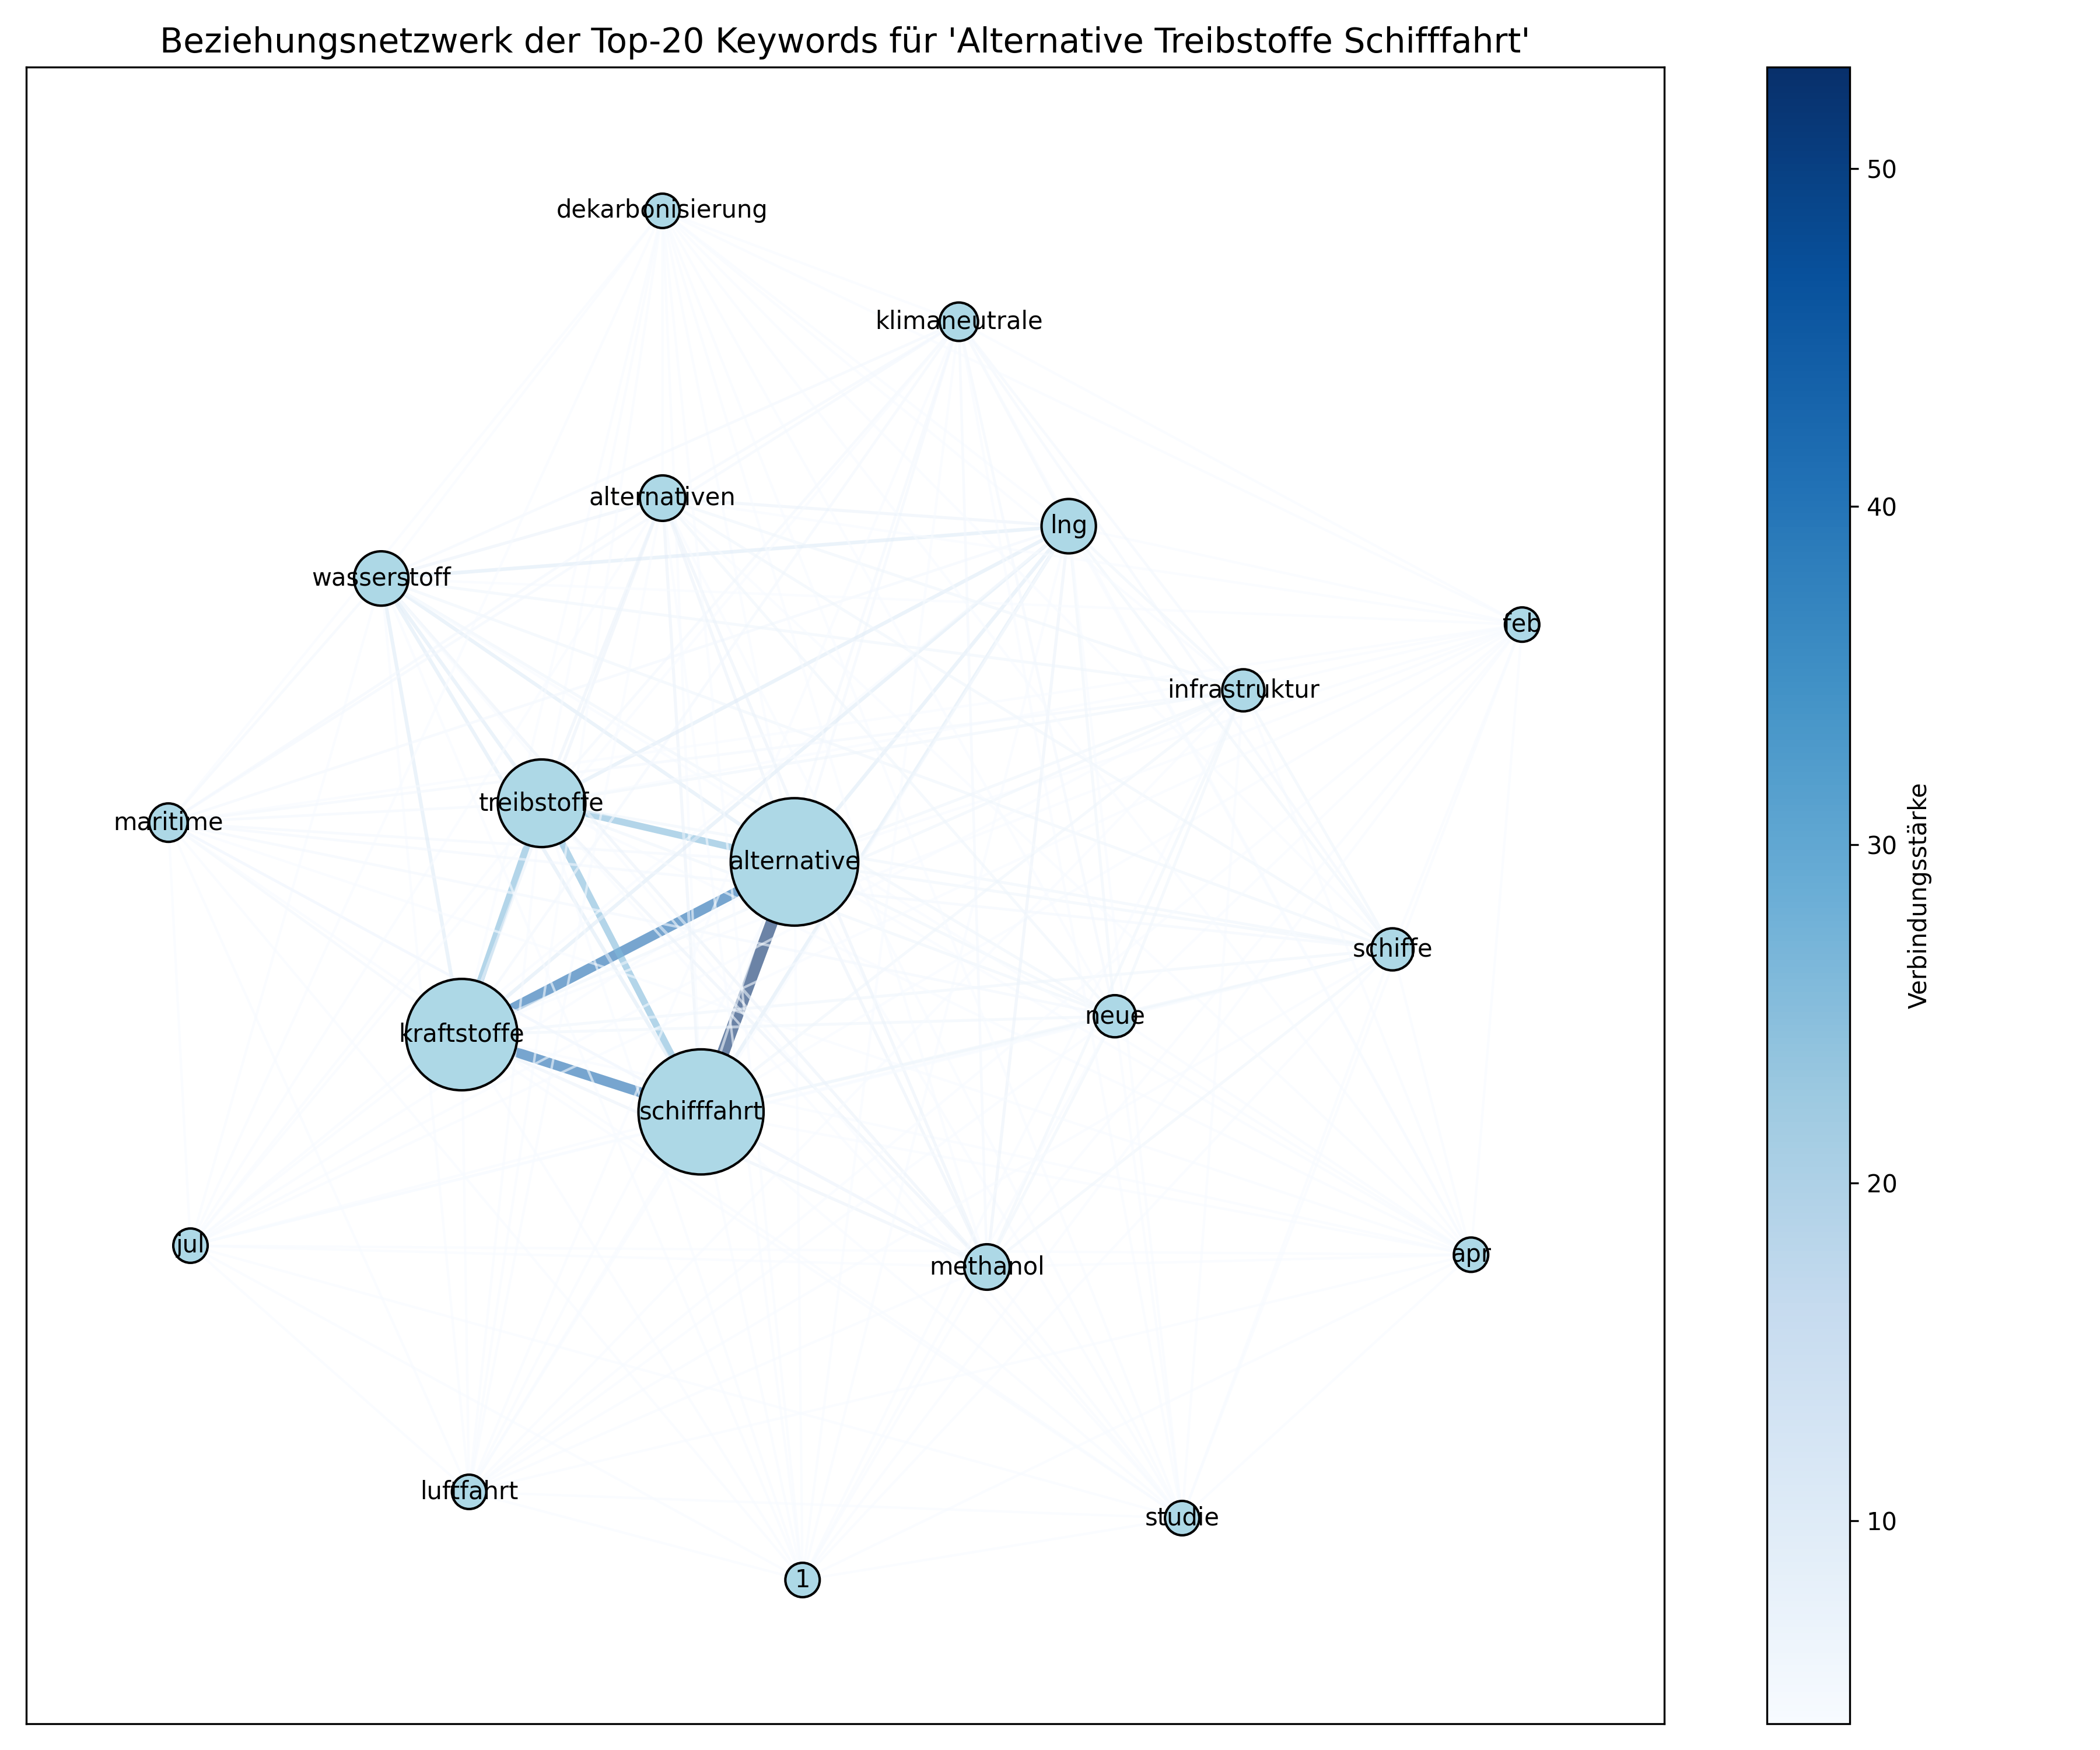 Beziehungsnetzwerk der Top-20 Keywords für 'Alternative Treibstoffe Schifffahrt'
dekarbonisierung
klimaneutrale
alternativen
lng
wasserstoff
feb
infrastruktur
treibstoffe
maritime
alternative
schiffe
neue
kraftstoffe
schifffahrt
jul
apr
methanol
luftfahrt
studie
1
50
40
30
20
10
Verbindungsstärke